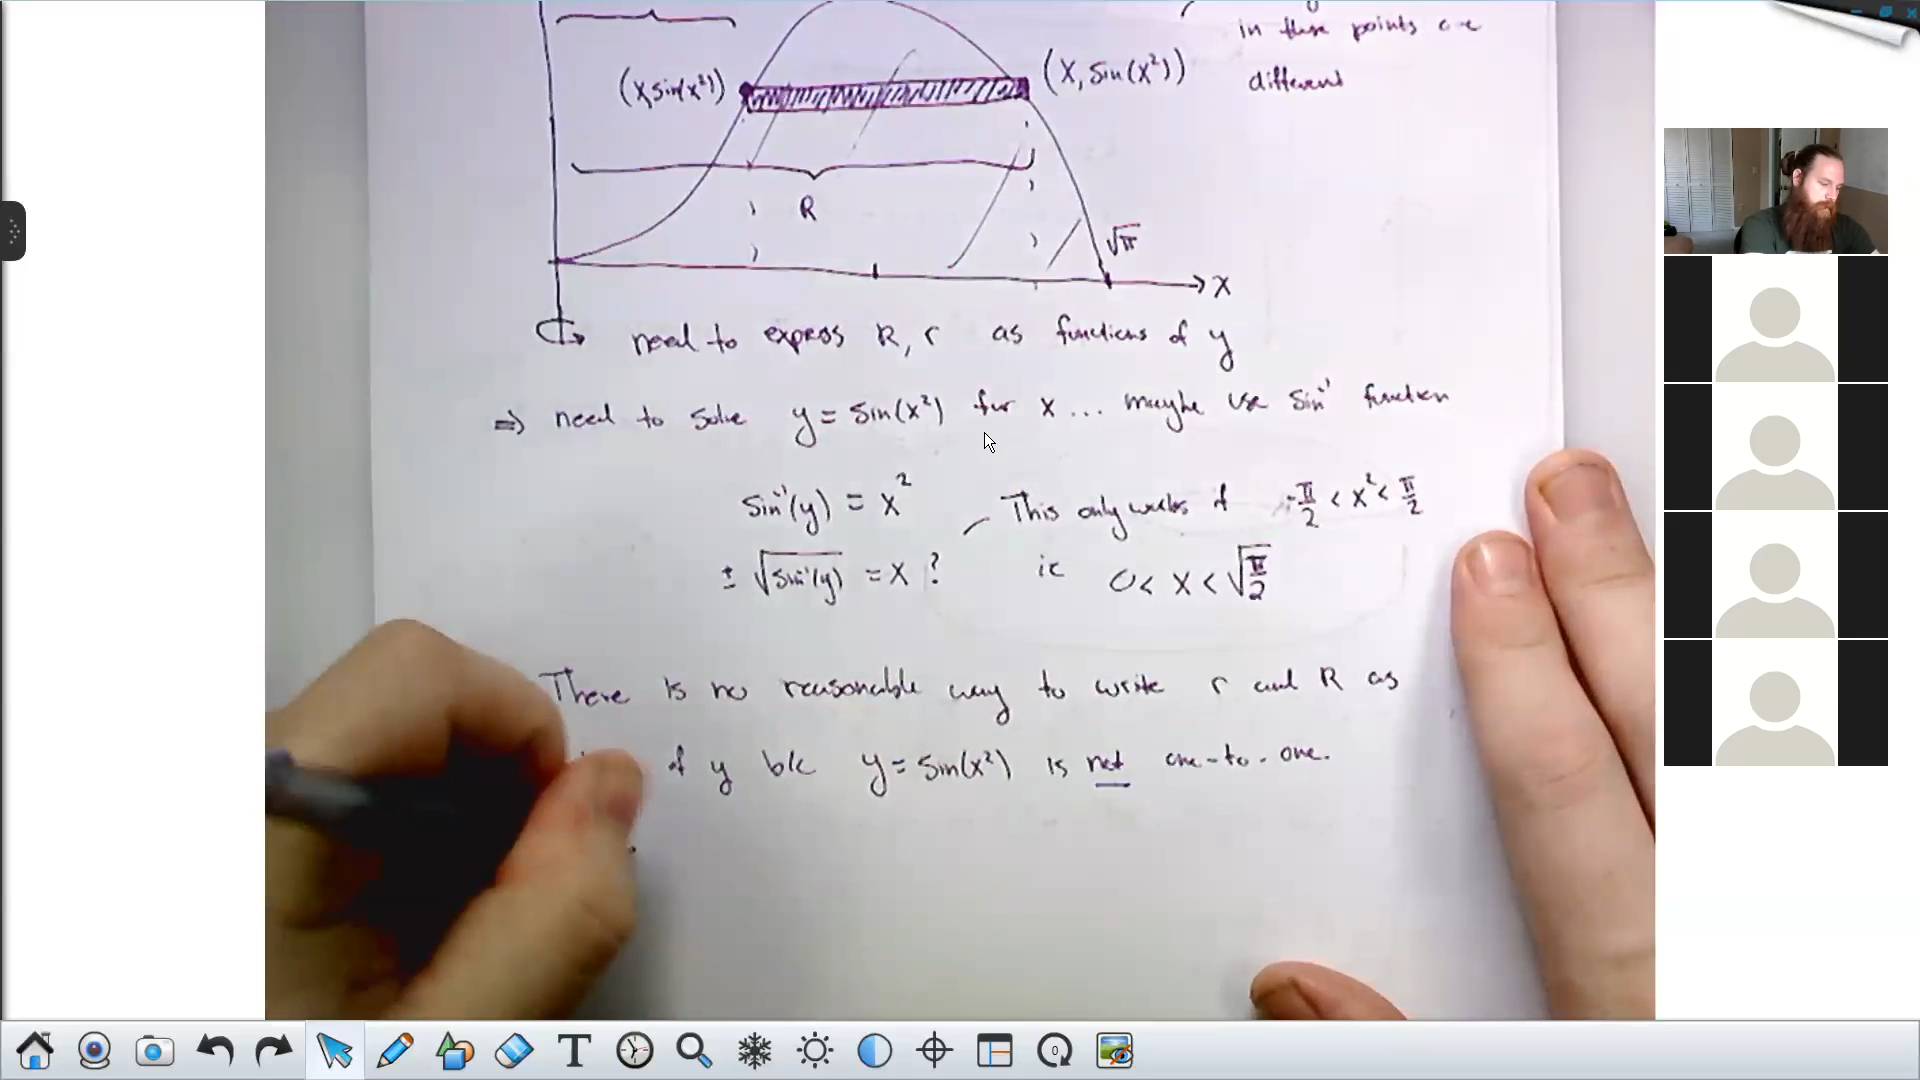 in these points are
(x, sin(x²))
(x, sin(x²))
different
R
√π
x
need to express R, r as functions of y
⇒ need to solve y = sin(x²) for x ... maybe use sin⁻¹ function
sin⁻¹(y) = x²
This only works if -π/2 < x² < π/2
± √sin⁻¹(y) = x ?
ie 0 < x < √π/2
There is no reasonable way to write r and R as
of y b/c y = sin(x²) is not one-to-one.
T
0